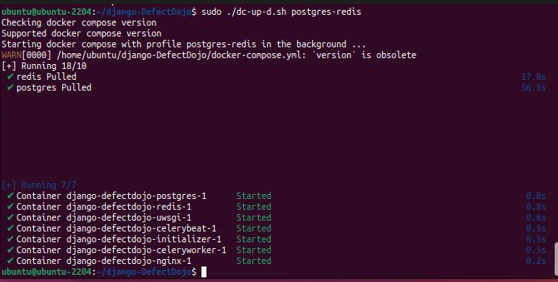 ubuntu@ubuntu-2204:~/django-DefectDojo$ sudo ./dc-up-d.sh postgres-redis
Checking docker compose version
Supported docker compose version
Starting docker compose with profile postgres-redis in the background ...
WARN[0000] /home/ubuntu/django-DefectDojo/docker-compose.yml: `version` is obsolete
[+] Running 18/10
✔ redis Pulled 17.8s
✔ postgres Pulled 56.5s
[+] Running 7/7
✔ Container django-defectdojo-postgres-1 Started 0.8s
✔ Container django-defectdojo-redis-1 Started 0.8s
✔ Container django-defectdojo-uwsgi-1 Started 0.6s
✔ Container django-defectdojo-celerybeat-1 Started 0.5s
✔ Container django-defectdojo-initializer-1 Started 0.5s
✔ Container django-defectdojo-celeryworker-1 Started 0.5s
✔ Container django-defectdojo-nginx-1 Started 0.2s
ubuntu@ubuntu-2204:~/django-DefectDojo$